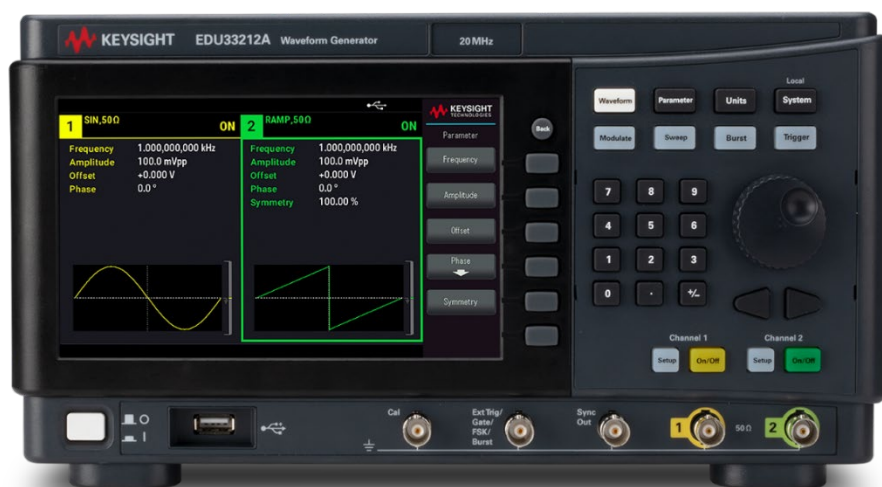 KEYSIGHT EDU33212A Waveform Generator 20 MHz
1 SIN,50Ω ON 2 RAMP,50Ω ON
Frequency 1.000,000,000 kHz
Amplitude 100.0 mVpp
Offset +0.000 V
Phase 0.0 °
Frequency 1.000,000,000 kHz
Amplitude 100.0 mVpp
Offset +0.000 V
Phase 0.0 °
Symmetry 100.00 %
KEYSIGHT
TECHNOLOGIES
Parameter
Frequency
Amplitude
Offset
Phase
Symmetry
Back
Local
Waveform Parameter Units System
Modulate Sweep Burst Trigger
7 8 9
4 5 6
1 2 3
0 . +/-
Channel 1 Channel 2
Setup On/Off Setup On/Off
Cal
Ext Trig/
Gate/
FSK/
Burst
Sync
Out
1 50 Ω 2